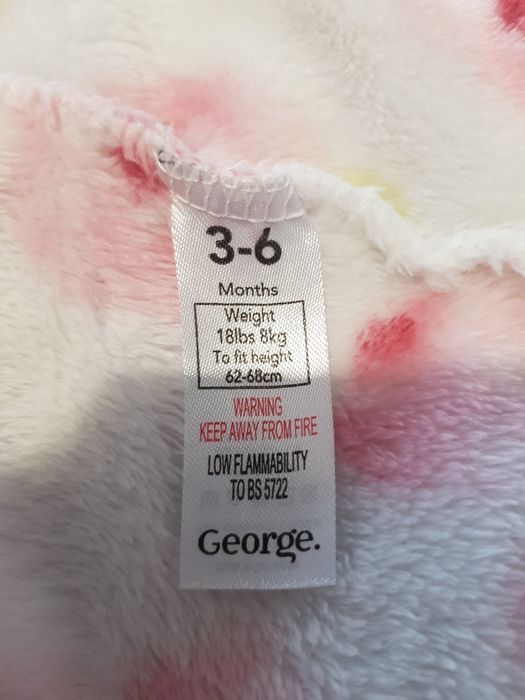 3-6
Months
Weight
18lbs 8kg
To fit height
62-68cm
WARNING
KEEP AWAY FROM FIRE
LOW FLAMMABILITY
TO BS 5722
George.